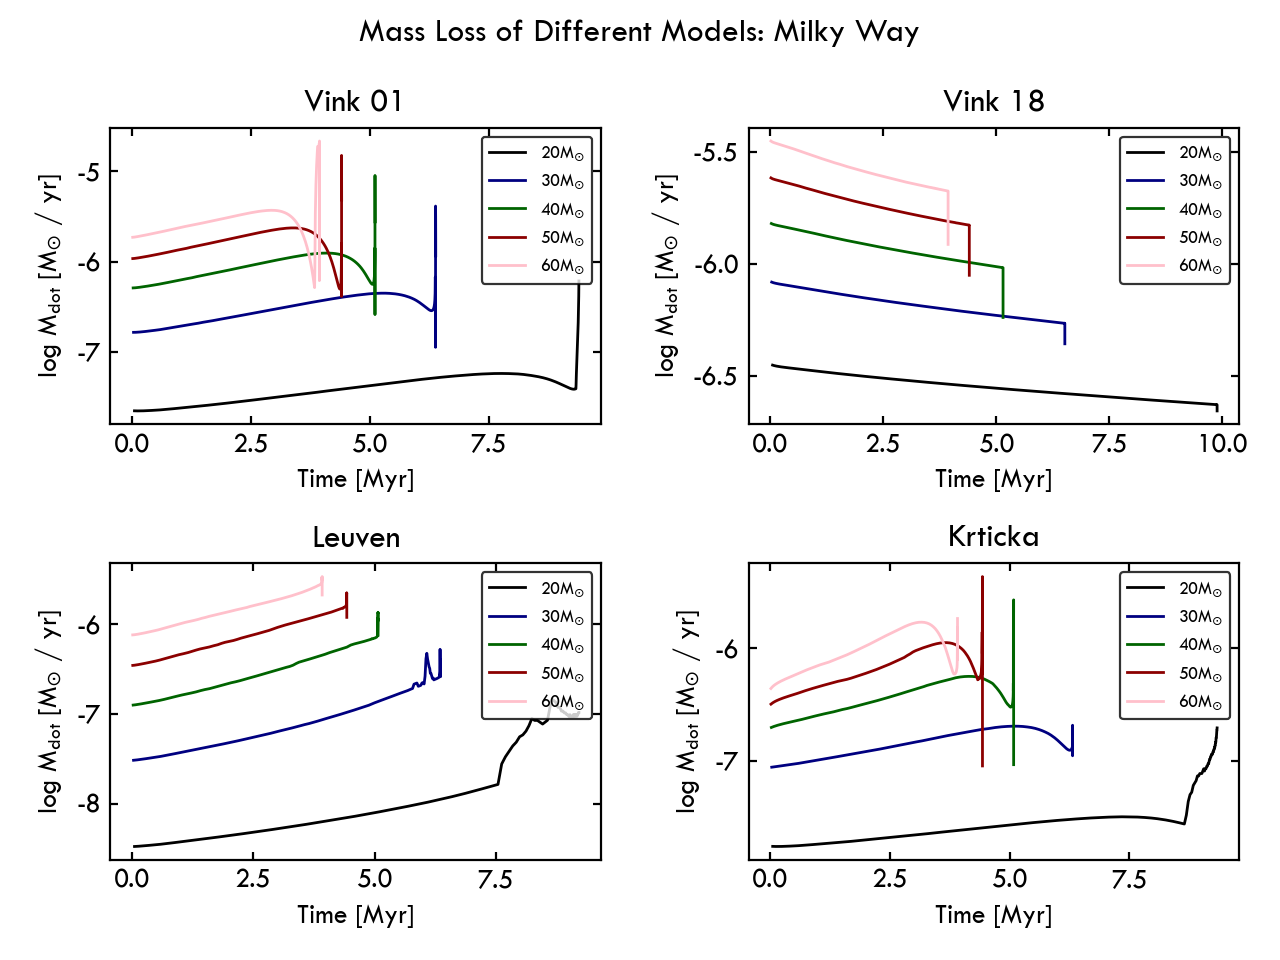 Mass Loss of Different Models: Milky Way
Vink 01
log M_dot [M⊙ / yr)
-5
-6
-7
20M⊙
30M⊙
40M⊙
50M⊙
60M⊙
0.0 2.5 5.0 7.5
Time [Myr]
Vink 18
log M_dot [M⊙ / yr]
-5.5
-6.0
-6.5
20M⊙
30M⊙
40M⊙
50M⊙
60M⊙
0.0 2.5 5.0 7.5 10.0
Time [Myr]
Leuven
log M_dot [M⊙ / yr)
-6
-7
-8
20M⊙
30M⊙
40M⊙
50M⊙
60M⊙
0.0 2.5 5.0 7.5
Time [Myr]
Krticka
log M_dot [M⊙ / yr)
-6
-7
20M⊙
30M⊙
40M⊙
50M⊙
60M⊙
0.0 2.5 5.0 7.5
Time [Myr]